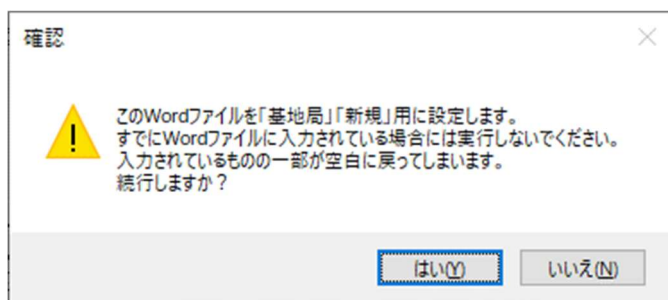 確認
このWordファイルを「基地局」「新規」用に設定します。
すでにWordファイルに入力されている場合には実行しないでください。
入力されているものの一部が空白に戻ってしまいます。
続行しますか？
はい(Y)
いいえ(N)